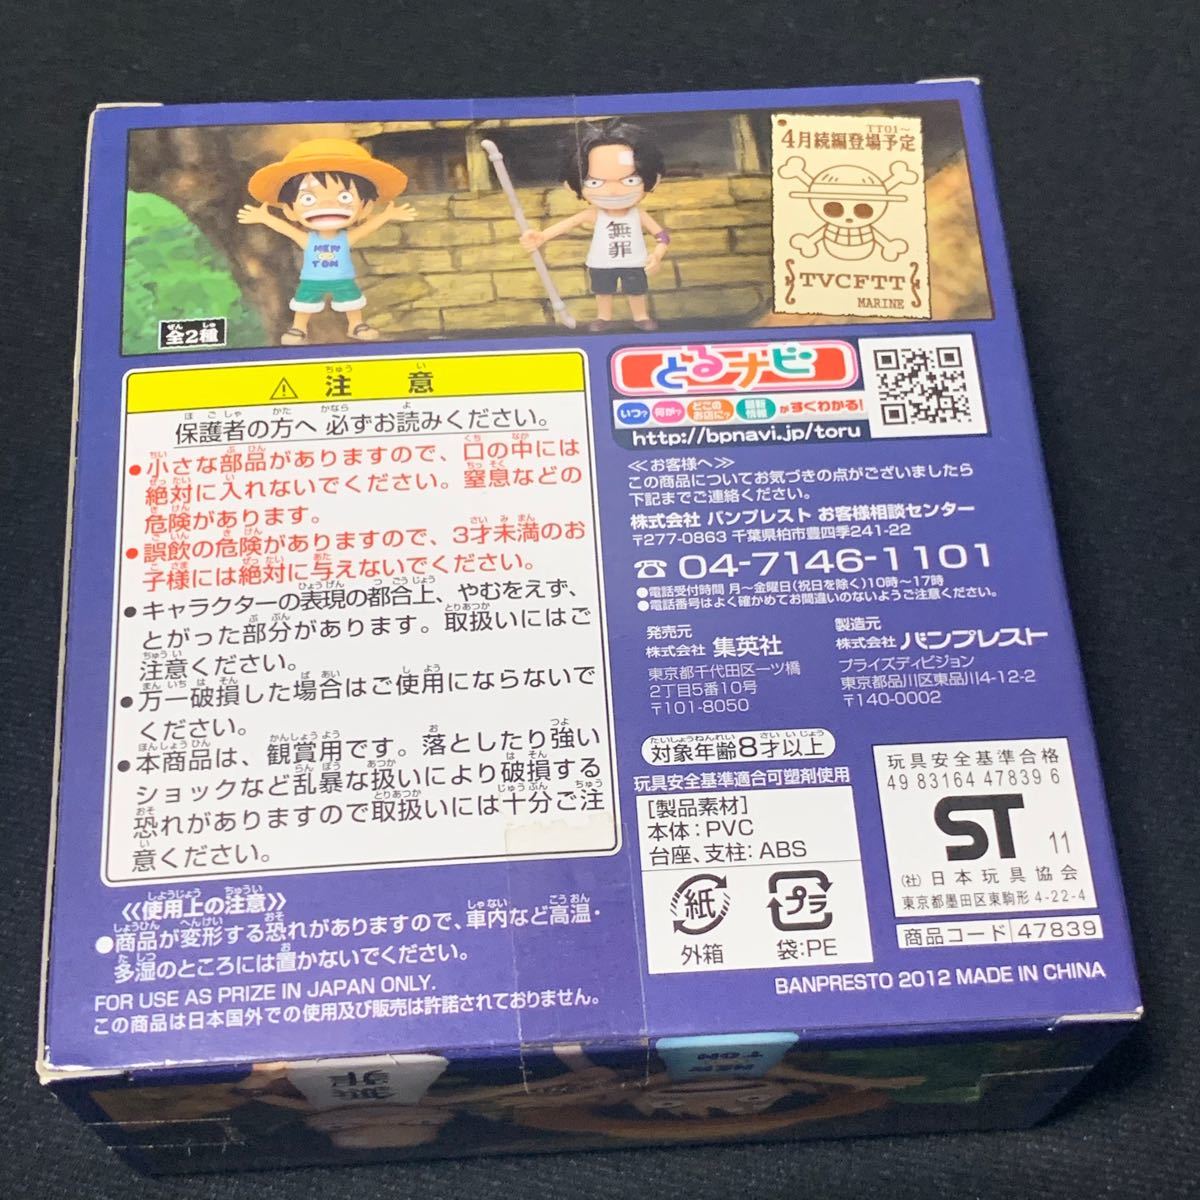 TT01~
4月続編登場予定
TVCFTT
MARINE
NEW
TON
無罪
全2種
⚠ 注意
保護者の方へ 必ずお読みください。
●小さな部品がありますので、口の中には
絶対に入れないでください。窒息などの
危険があります。
●誤飲の危険がありますので、3才未満のお
子様には絶対に与えないでください。
●キャラクターの表現の都合上、やむをえず、
とがった部分があります。取扱いにはご
注意ください。
●万一破損した場合はご使用にならないで
ください。
●本商品は、観賞用です。落としたり強い
ショックなど乱暴な扱いにより破損する
恐れがありますので取扱いには十分ご注
意ください。
≪使用上の注意≫
●商品が変形する恐れがありますので、車内など高温・
多湿のところには置かないでください。
FOR USE AS PRIZE IN JAPAN ONLY.
この商品は日本国外での使用及び販売は許諾されておりません。
とるナビ
いつ? 何が? どこのお店に? 最新情報 がすぐわかる!
http://bpnavi.jp/toru
≪お客様へ≫
この商品についてお気づきの点がございましたら
下記までご連絡ください。
株式会社 バンプレスト お客様相談センター
〒277-0863 千葉県柏市豊四季241-22
☎ 04-7146-1101
●電話受付時間 月~金曜日(祝日を除く)10時~17時
●電話番号はよく確かめてお間違いのないようご注意ください。
発売元
株式会社 集英社
東京都千代田区一ツ橋
2丁目5番10号
〒101-8050
製造元
株式会社 バンプレスト
プライズディビジョン
東京都品川区東品川4-12-2
〒140-0002
対象年齢8才以上
玩具安全基準適合可塑剤使用
[製品素材]
本体:PVC
台座、支柱:ABS
紙
外箱
プラ
袋:PE
玩具安全基準合格
49 83164 47839 6
ST 11
(社)日本玩具協会
東京都墨田区東駒形 4-22-4
商品コード 47839
BANPRESTO 2012 MADE IN CHINA
無罪
NEW
TON